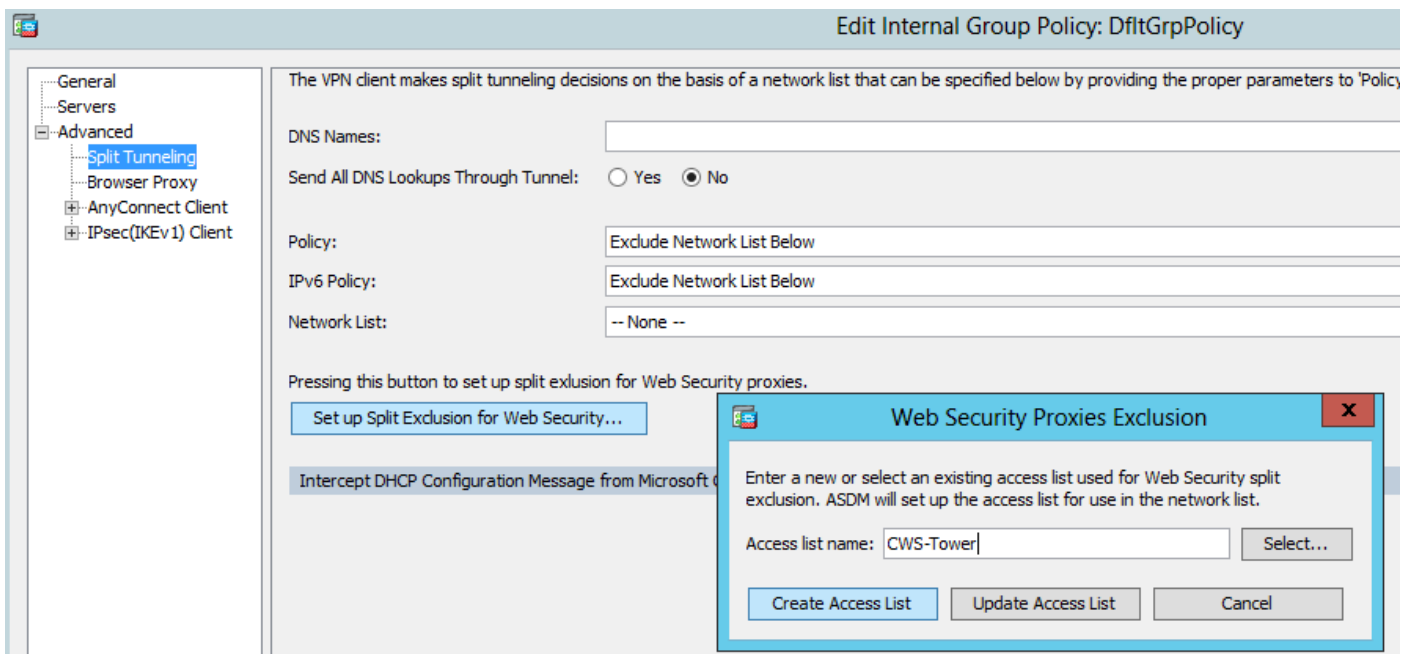 Edit Internal Group Policy: DfltGrpPolicy
General
Servers
Advanced
Split Tunneling
Browser Proxy
AnyConnect Client
IPsec(IKEv1) Client
The VPN client makes split tunneling decisions on the basis of a network list that can be specified below by providing the proper parameters to 'Policy
DNS Names:
Send All DNS Lookups Through Tunnel: Yes No
Policy: Exclude Network List Below
IPv6 Policy: Exclude Network List Below
Network List: -- None --
Pressing this button to set up split exlusion for Web Security proxies.
Set up Split Exclusion for Web Security...
Intercept DHCP Configuration Message from Microsoft
Web Security Proxies Exclusion
X
Enter a new or select an existing access list used for Web Security split
exclusion. ASDM will set up the access list for use in the network list.
Access list name: CWS-Tower Select...
Create Access List Update Access List Cancel